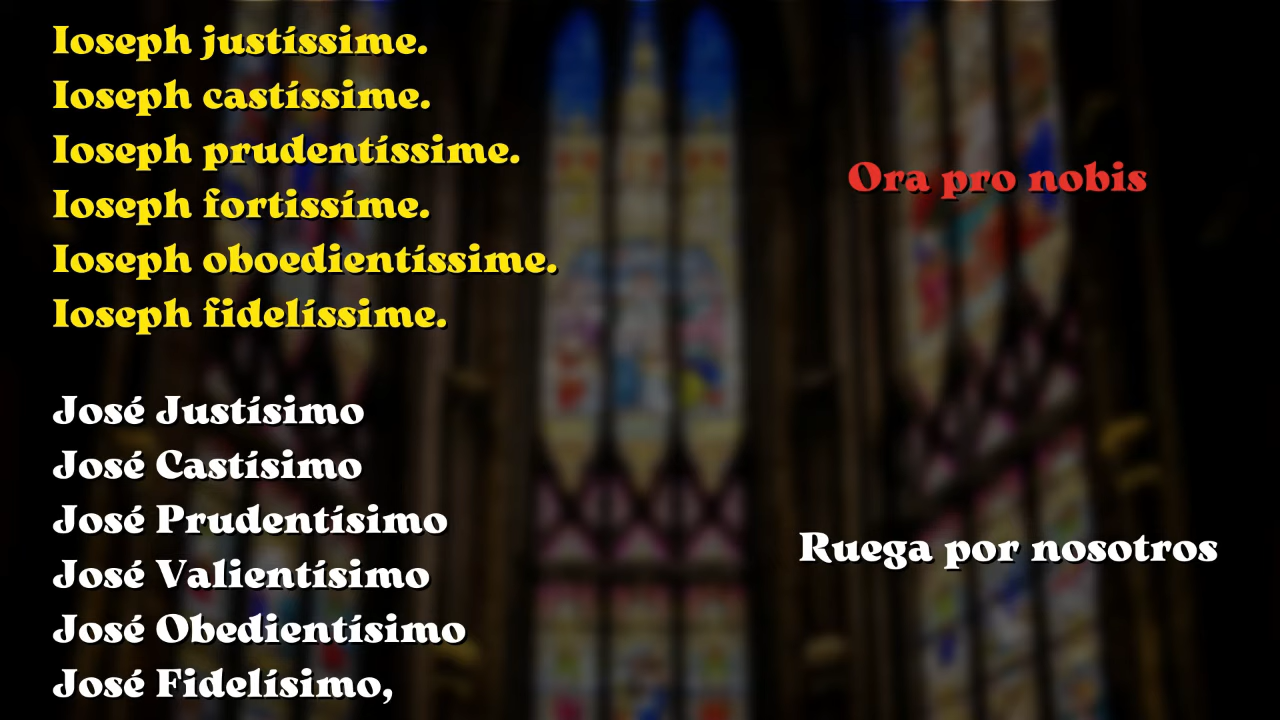 Ioseph justíssime.
Ioseph castíssime.
Ioseph prudentíssime.
Ioseph fortissíme.
Ioseph oboedientíssime.
Ioseph fidelíssime.
Ora pro nobis
José Justísimo
José Castísimo
José Prudentísimo
José Valientísimo
José Obedientísimo
José Fidelísimo,
Ruega por nosotros